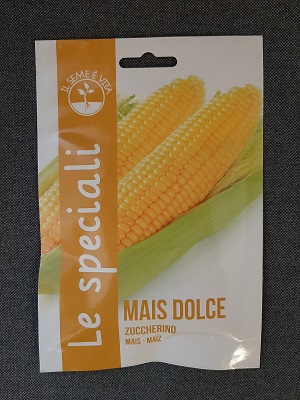 IL SEME È VITA
Le speciali
MAIS DOLCE
ZUCCHERINO
MAIS - MAIZ